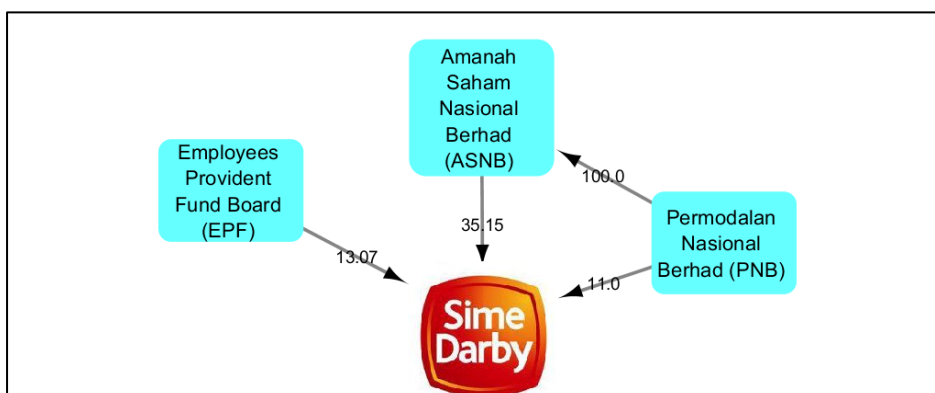 Amanah
Saham
Nasional
Berhad
(ASNB)
Employees
Provident
Fund Board
(EPF)
100.0
Permodalan
Nasional
Berhad (PNB)
35.15
13.07
11.0
Sime
Darby